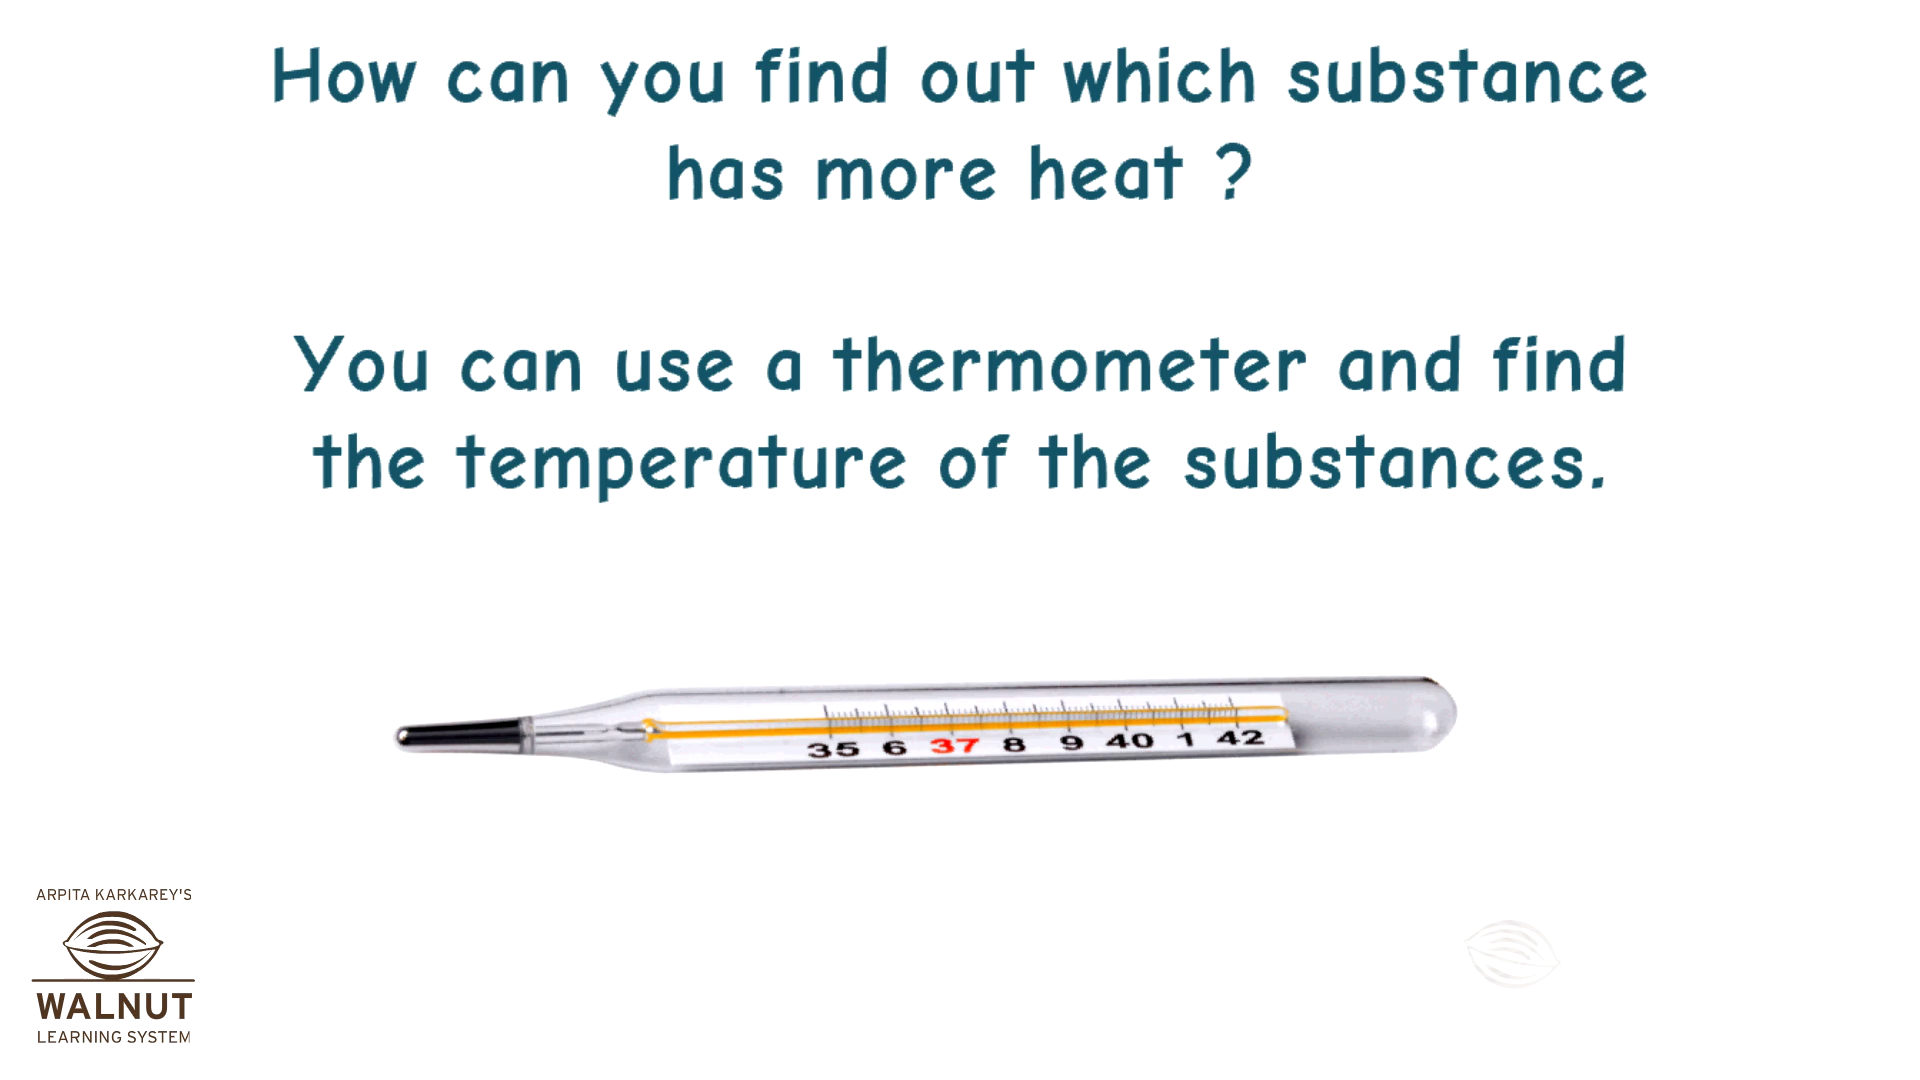 How can you find out which substance
has more heat ?
You can use a thermometer and find
the temperature of the substances.
35 6 37 8 9 40 1 42
ARPITA KARKAREY'S
WALNUT
LEARNING SYSTEM